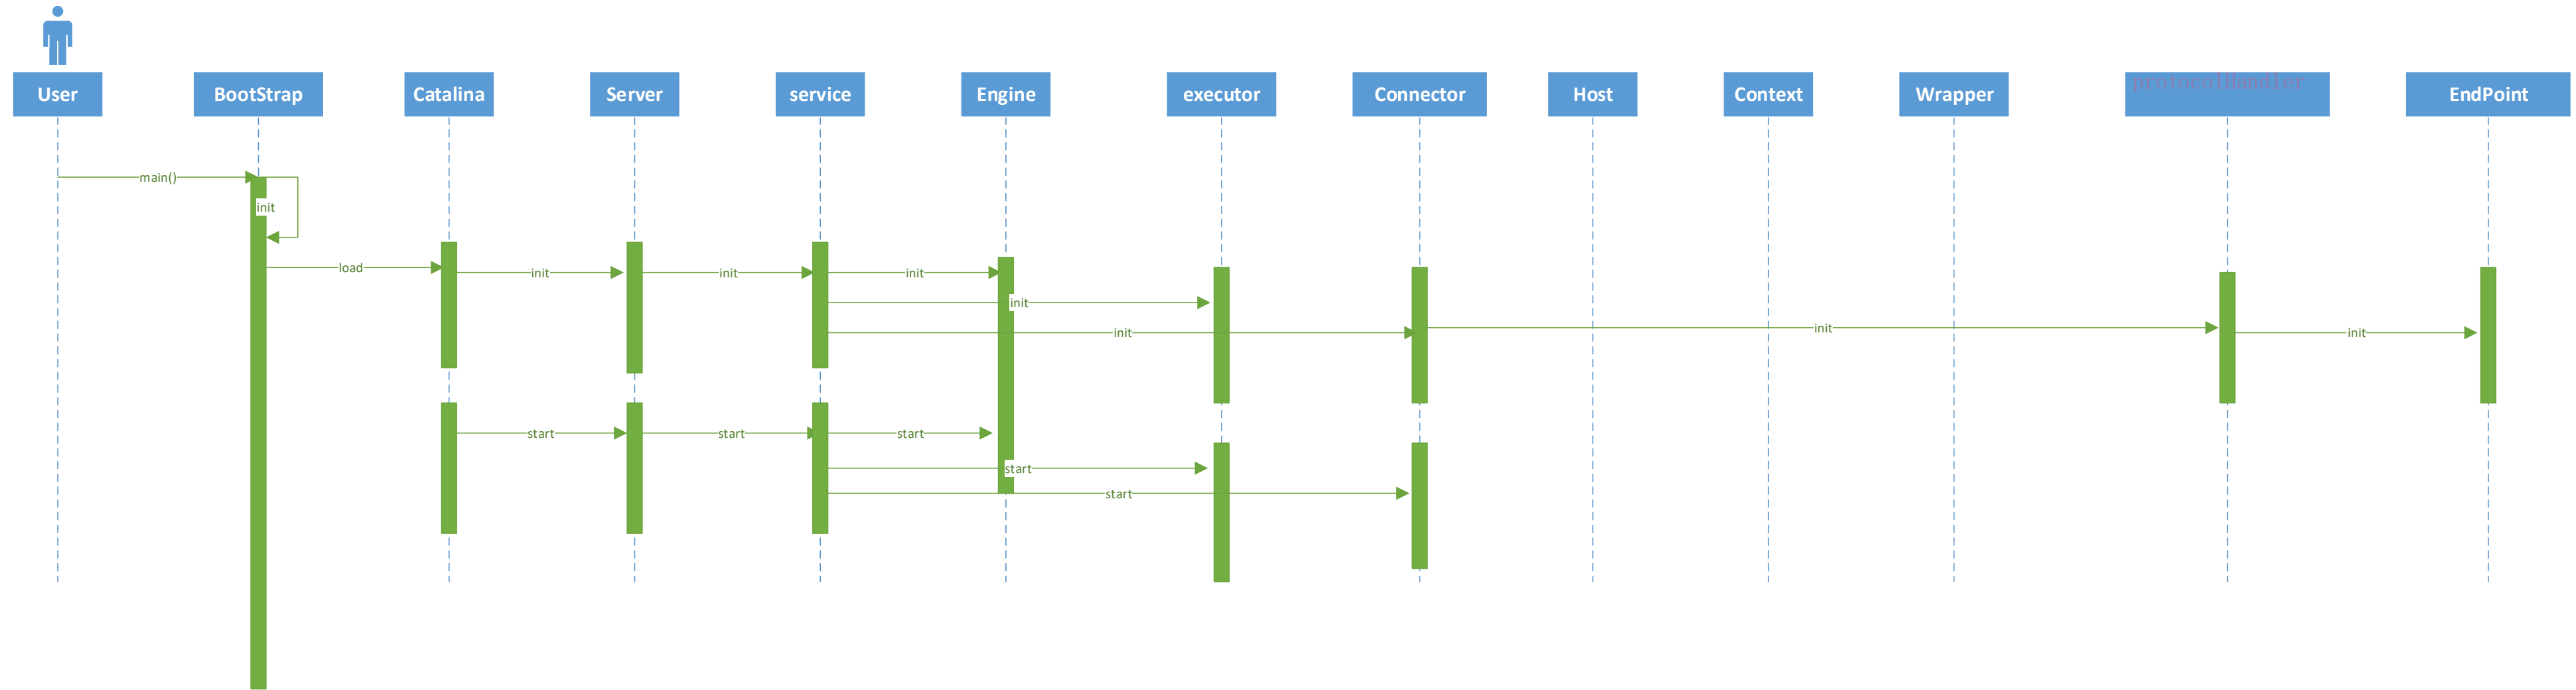 User
BootStrap
Catalina
Server
service
Engine
executor
Connector
Host
Context
Wrapper
protocolHandler
EndPoint
main()
init
load
init
init
init
init
init
init
init
start
start
start
start
start